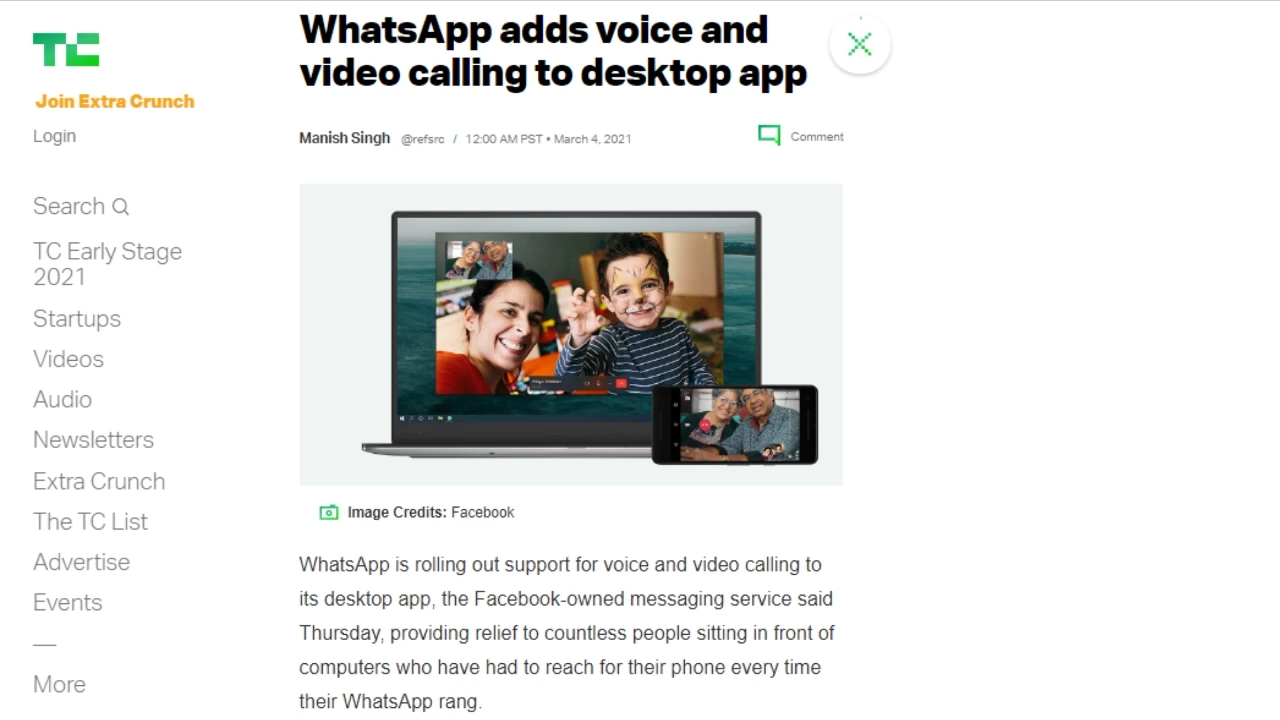 TC
Join Extra Crunch
Login
Search
TC Early Stage
2021
Startups
Videos
Audio
Newsletters
Extra Crunch
The TC List
Advertise
Events
—
More
WhatsApp adds voice and
video calling to desktop app
Manish Singh @refsrc / 12:00 AM PST • March 4, 2021
Comment
Image Credits: Facebook
WhatsApp is rolling out support for voice and video calling to
its desktop app, the Facebook-owned messaging service said
Thursday, providing relief to countless people sitting in front of
computers who have had to reach for their phone every time
their WhatsApp rang.